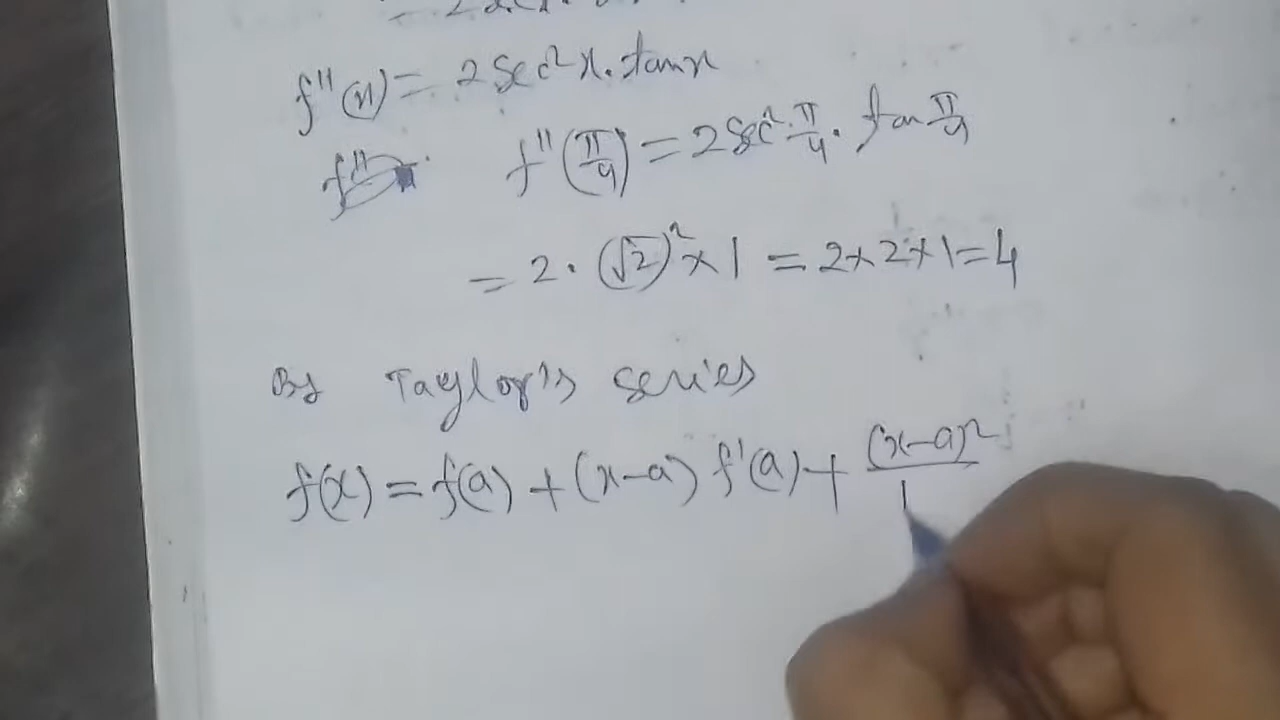 f''(x) = 2 Sec²x. tanx
f'' f''(π/4) = 2 Sec² π/4 . tan π/4
= 2 . (√2)² × 1 = 2×2×1=4
By Taylor's series
f(x) = f(a) + (x-a) f'(a) + (x-a)²/